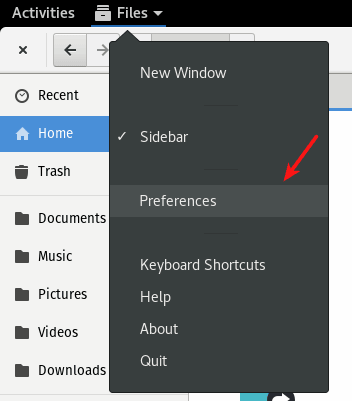 Activities Files
New Window
Recent
Sidebar
Home
Trash
Preferences
Documents
Music
Keyboard Shortcuts
Pictures
Help
Videos
About
Downloads
Quit